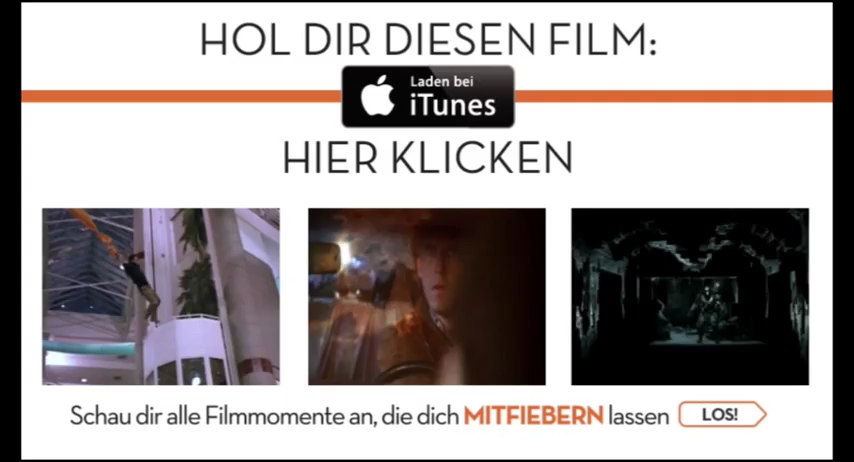 HOL DIR DIESEN FILM:
Laden bei
iTunes
HIER KLICKEN
Schau dir alle Filmmomente an, die dich MITFIEBERN lassen LOS!